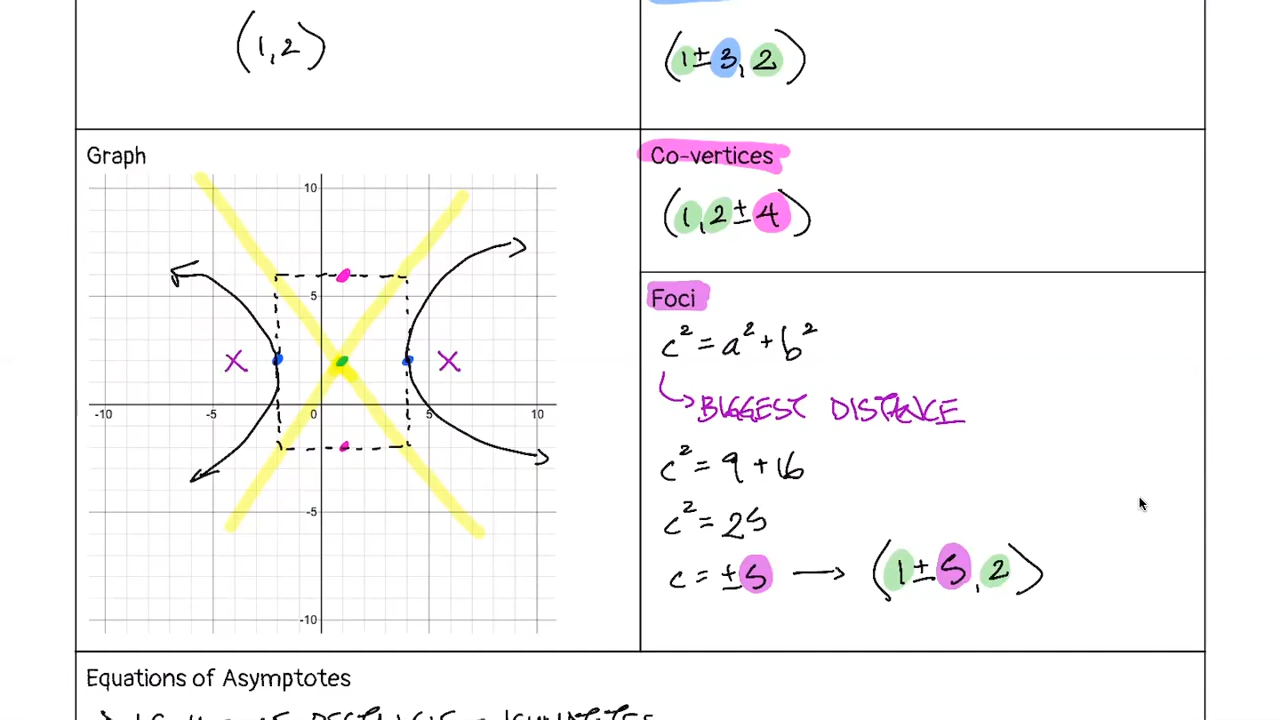 (1,2)
(1±3, 2)
Graph
10
5
-10
-5
0
5
10
-5
-10
Co-vertices
(1, 2±4)
Foci
c² = a² + b²
↳ BIGGEST DISTANCE
c² = 9 + 16
c² = 25
c = ±5 → (1±5, 2)
Equations of Asymptotes